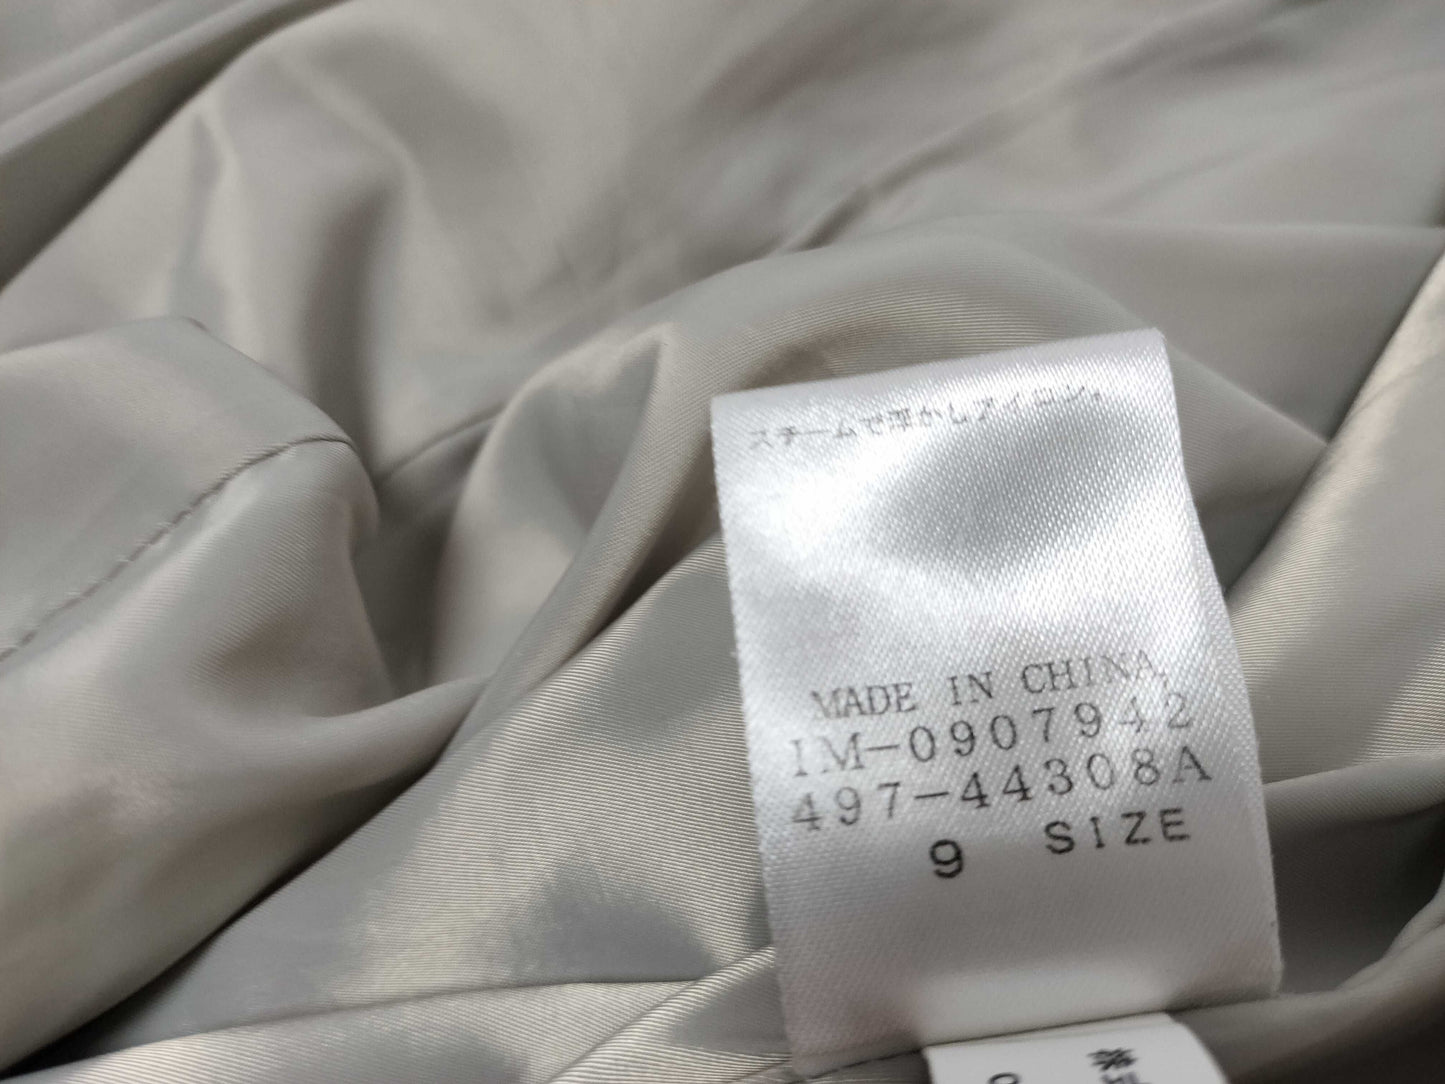 スチームで浮かしアイロン。
MADE IN CHINA
IM-0907942
497-44308A
9 SIZE